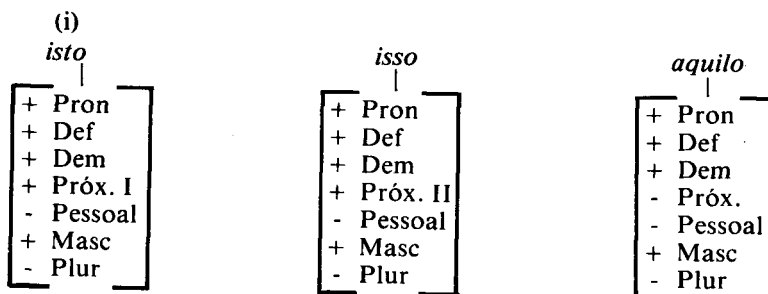 (i)
isto isso aquilo
+ Pron + Pron + Pron
+ Def + Def + Def
+ Dem + Dem + Dem
+ Próx. I + Próx. II - Próx.
- Pessoal - Pessoal - Pessoal
+ Masc + Masc + Masc
- Plur - Plur - Plur